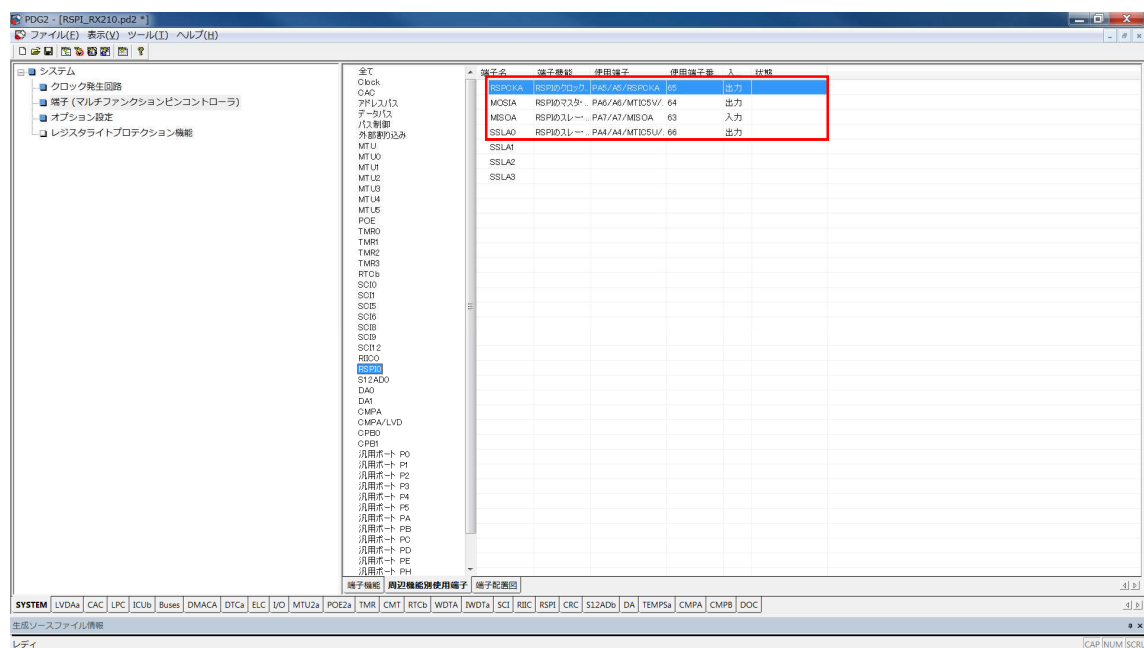 PDG2 - [RSPI_RX210.pd2 *]
ファイル(F) 表示(V) ツール(T) ヘルプ(H)
システム
クロック発生回路
端子 (マルチファンクションピンコントローラ)
オプション設定
レジスタライトプロテクション機能
全て
Clock
CAC
アドレスバス
データバス
バス制御
外部割り込み
MTU
MTU0
MTU1
MTU2
MTU3
MTU4
MTU5
POE
TMR0
TMR1
TMR2
TMR3
RTCb
SCI0
SCI1
SCI5
SCI6
SCI8
SCI9
SCI12
RIIC0
RSPI0
S12AD0
DA0
DA1
CMPA
CMPA/LVD
CPB0
CPB1
汎用ポート P0
汎用ポート P1
汎用ポート P2
汎用ポート P3
汎用ポート P4
汎用ポート P5
汎用ポート PA
汎用ポート PB
汎用ポート PC
汎用ポート PD
汎用ポート PE
汎用ポート PH
端子名 端子機能 使用端子 使用端子番 入 状態
RSPCKA RSPIのクロック.. PA5/A5/RSPCKA 65 出力
MOSIA RSPIのマスタ・.. PA6/A6/MTIC5V/. 64 出力
MISOA RSPIのスレー・.. PA7/A7/MISOA 63 入力
SSLA0 RSPIのスレー・.. PA4/A4/MTIC5U/. 66 出力
SSLA1
SSLA2
SSLA3
端子機能 周辺機能別使用端子 端子配置図
SYSTEM LVDAa CAC LPC ICUb Buses DMACA DTCa ELC I/O MTU2a POE2a TMR CMT RTCb WDTA IWDTa SCI RIIC RSPI CRC S12ADb DA TEMPSa CMPA CMPB DOC
生成ソースファイル情報
レディ
CAP NUM SCRL